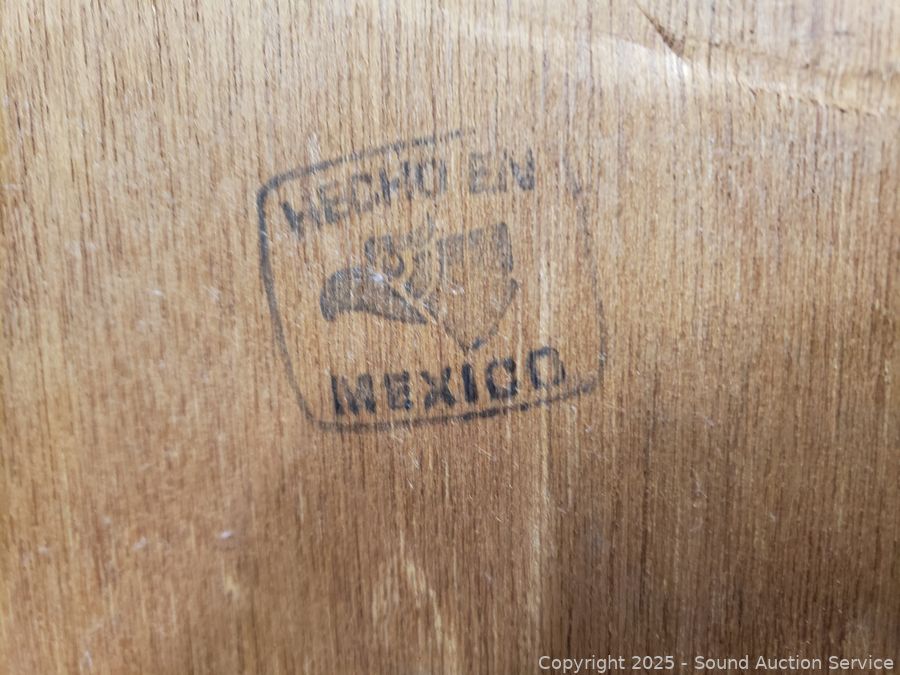 HECHO EN
MEXICO
Copyright 2025 - Sound Auction Service